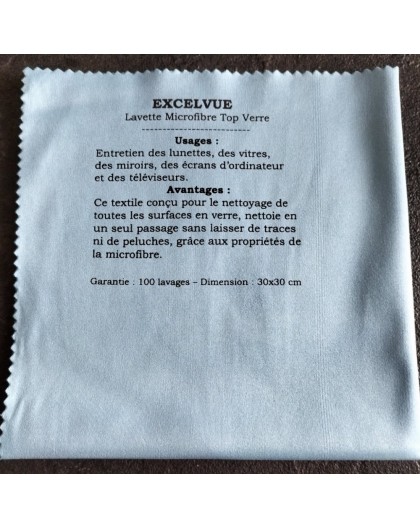 EXCELVUE
Lavette Microfibre Top Verre
--------------------------
Usages :
Entretien des lunettes, des vitres,
des miroirs, des écrans d'ordinateur
et des téléviseurs.
Avantages :
Ce textile conçu pour le nettoyage de
toutes les surfaces en verre, nettoie en
un seul passage sans laisser de traces
ni de peluches, grâce aux propriétés de
la microfibre.
Garantie : 100 lavages – Dimension : 30x30 cm